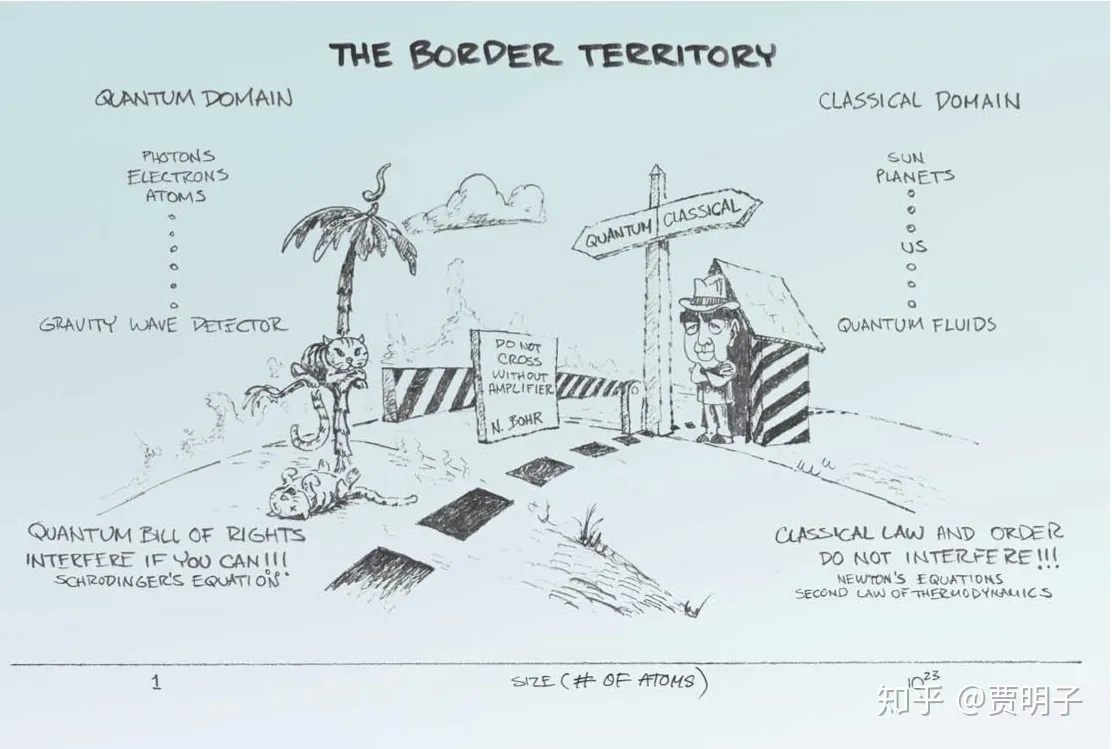 THE BORDER TERRITORY
QUANTUM DOMAIN
PHOTONS
ELECTRONS
ATOMS
GRAVITY WAVE DETECTOR
CLASSICAL DOMAIN
SUN
PLANETS
US
QUANTUM FLUIDS
QUANTUM CLASSICAL
DO NOT
CROSS
WITHOUT
AMPLIFIER
N. BOHR
QUANTUM BILL OF RIGHTS
INTERFERE IF YOU CAN!!!
SCHRODINGER'S EQUATION
CLASSICAL LAW AND ORDER
DO NOT INTERFERE!!!
NEWTON'S EQUATIONS
SECOND LAW OF THERMODYNAMICS
1
SIZE (# OF ATOMS)
10²³
知乎 @贾明子